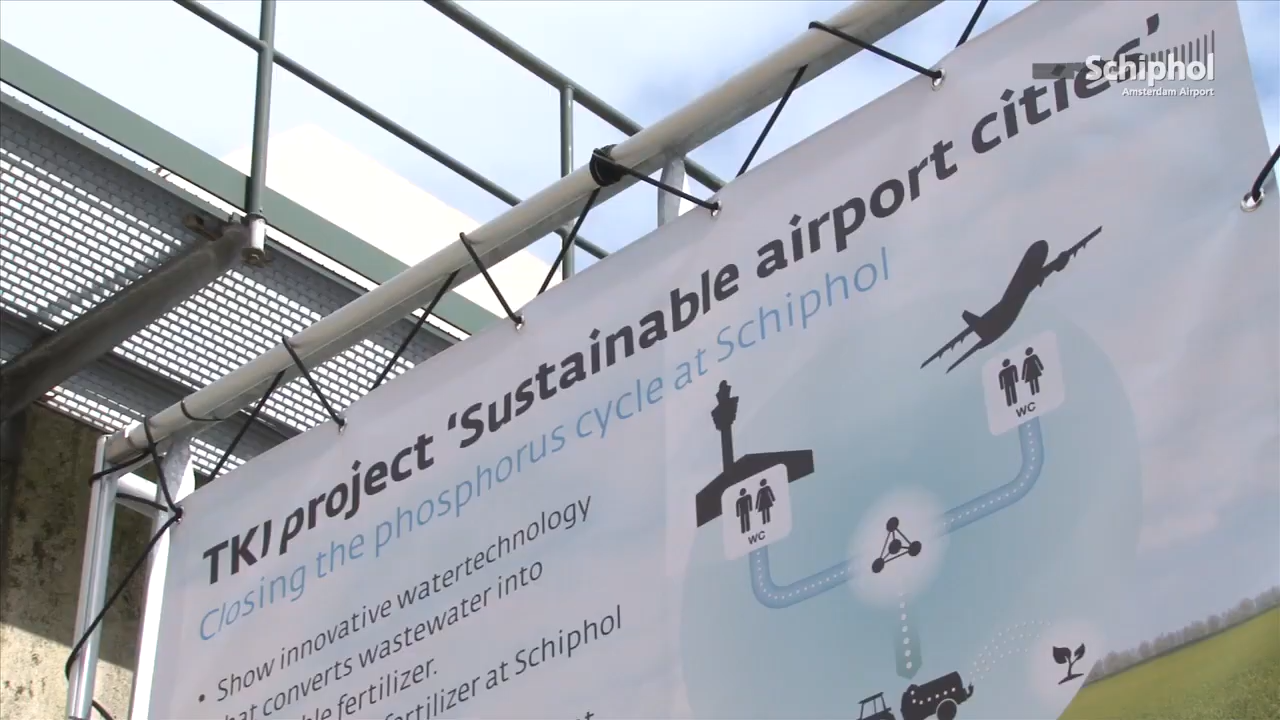 Schiphol
Amsterdam Airport
TKI project ‘Sustainable airport cities’
Closing the phosphorus cycle at Schiphol
• Show innovative watertechnology
converts wastewater into
fertilizer.
fertilizer at Schiphol
WC
WC